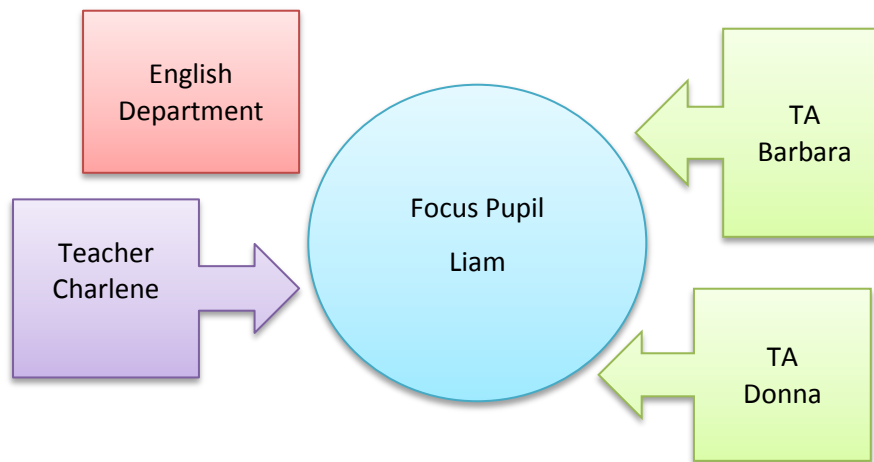 English
Department
TA
Barbara
Focus Pupil
Liam
Teacher
Charlene
TA
Donna